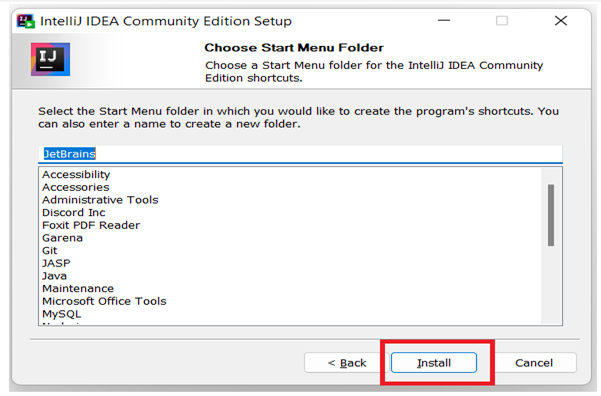 IntelliJ IDEA Community Edition Setup
IJ
Choose Start Menu Folder
Choose a Start Menu folder for the IntelliJ IDEA Community
Edition shortcuts.
Select the Start Menu folder in which you would like to create the program's shortcuts. You
can also enter a name to create a new folder.
JetBrains
Accessibility
Accessories
Administrative Tools
Discord Inc
Foxit PDF Reader
Garena
Git
JASP
Java
Maintenance
Microsoft Office Tools
MySQL
< Back
Install
Cancel